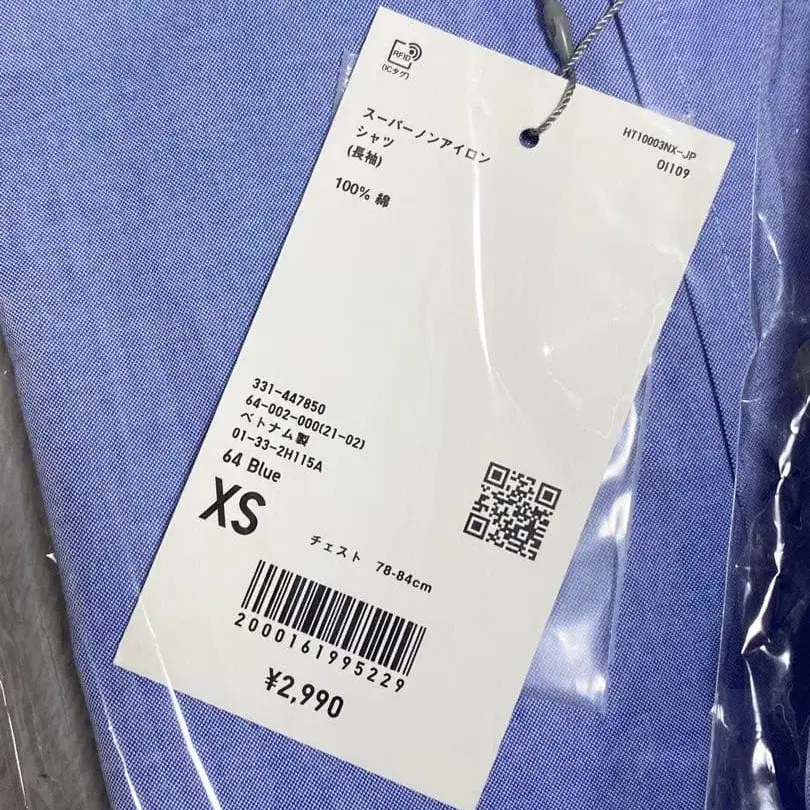 RFID
(ICタグ)
HT10003NX-JP
OI109
スーパーノンアイロン
シャツ
(長袖)
100% 綿
331-447850
64-002-000(21-02)
ベトナム製
01-33-2H115A
64 Blue
XS
チェスト 78-84cm
2000161995229
¥2,990